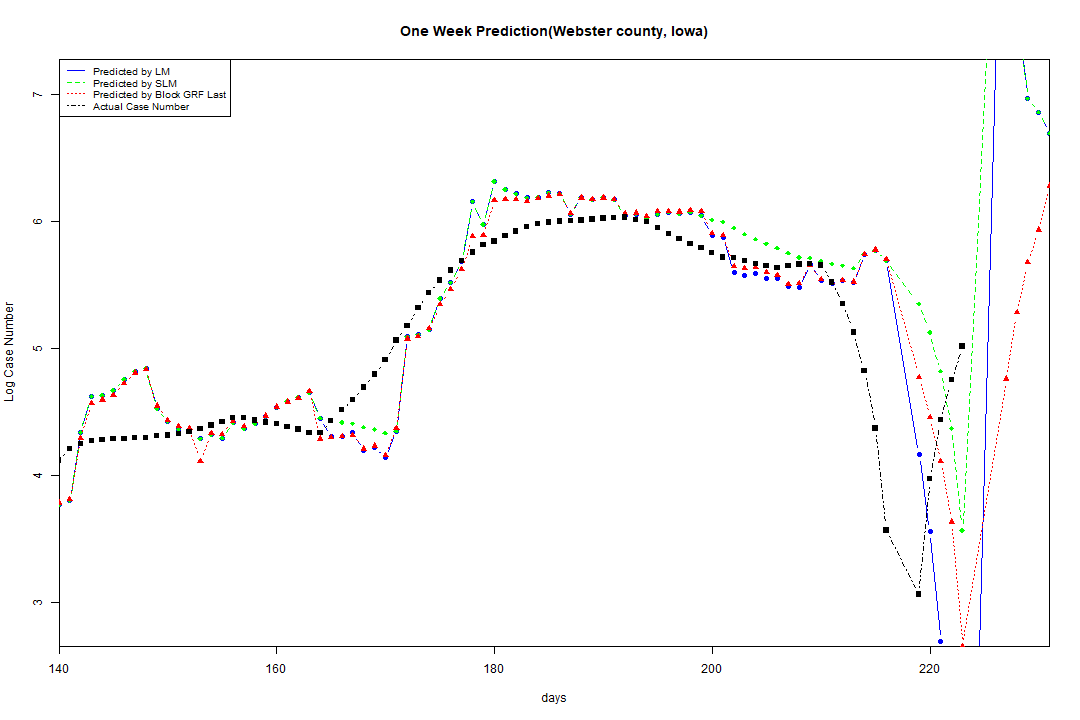 One Week Prediction(Webster county, Iowa)
Predicted by LM
Predicted by SLM
Predicted by Block GRF Last
Actual Case Number
7
6
5
4
3
Log Case Number
140 160 180 200 220
days